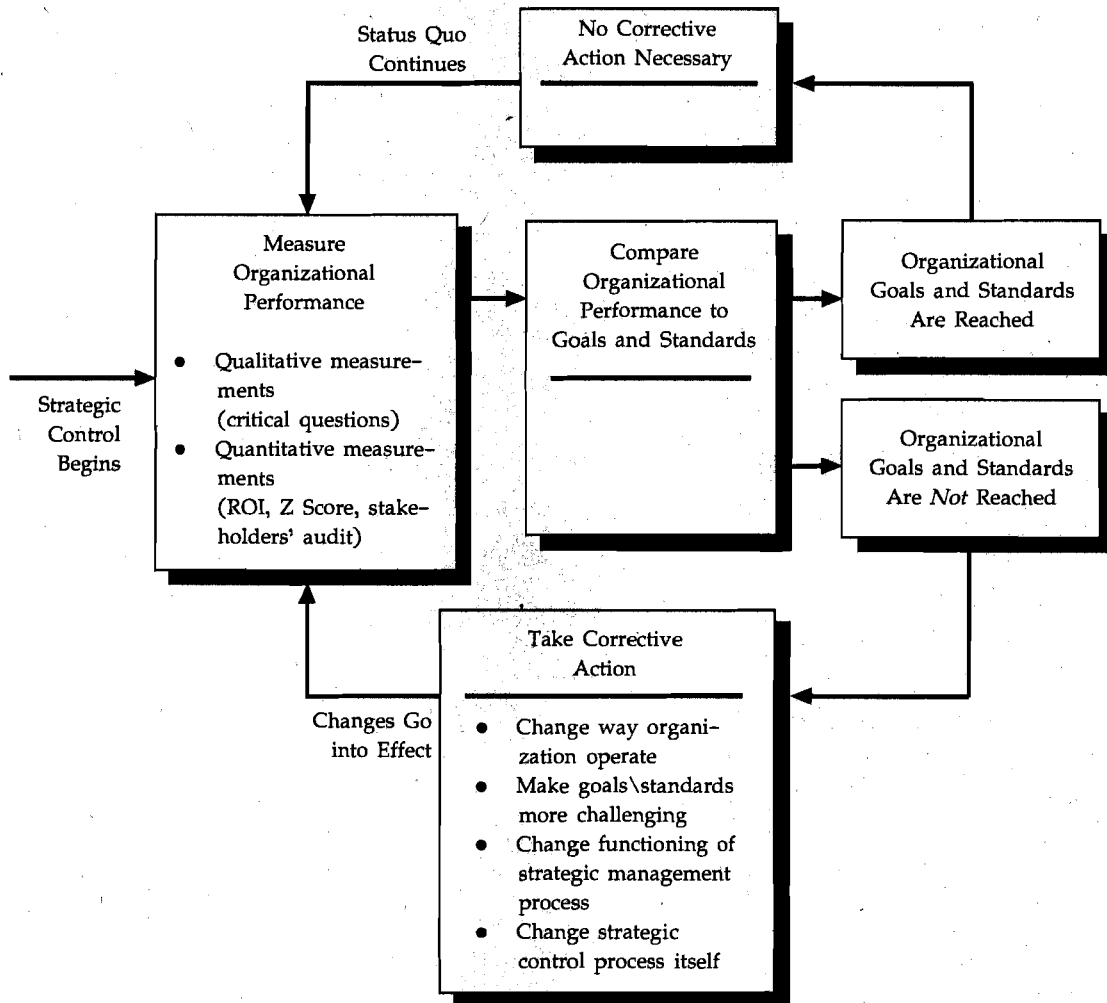 Status Quo
Continues
No Corrective
Action Necessary
Measure
Organizational
Performance
● Qualitative measure-
ments
(critical questions)
● Quantitative measure-
ments
(ROI, Z Score, stake-
holders' audit)
Compare
Organizational
Performance to
Goals and Standards
Organizational
Goals and Standards
Are Reached
Strategic
Control
Begins
Organizational
Goals and Standards
Are Not Reached
Take Corrective
Action
● Change way organi-
zation operate
● Make goals\standards
more challenging
● Change functioning of
strategic management
process
● Change strategic
control process itself
Changes Go
into Effect